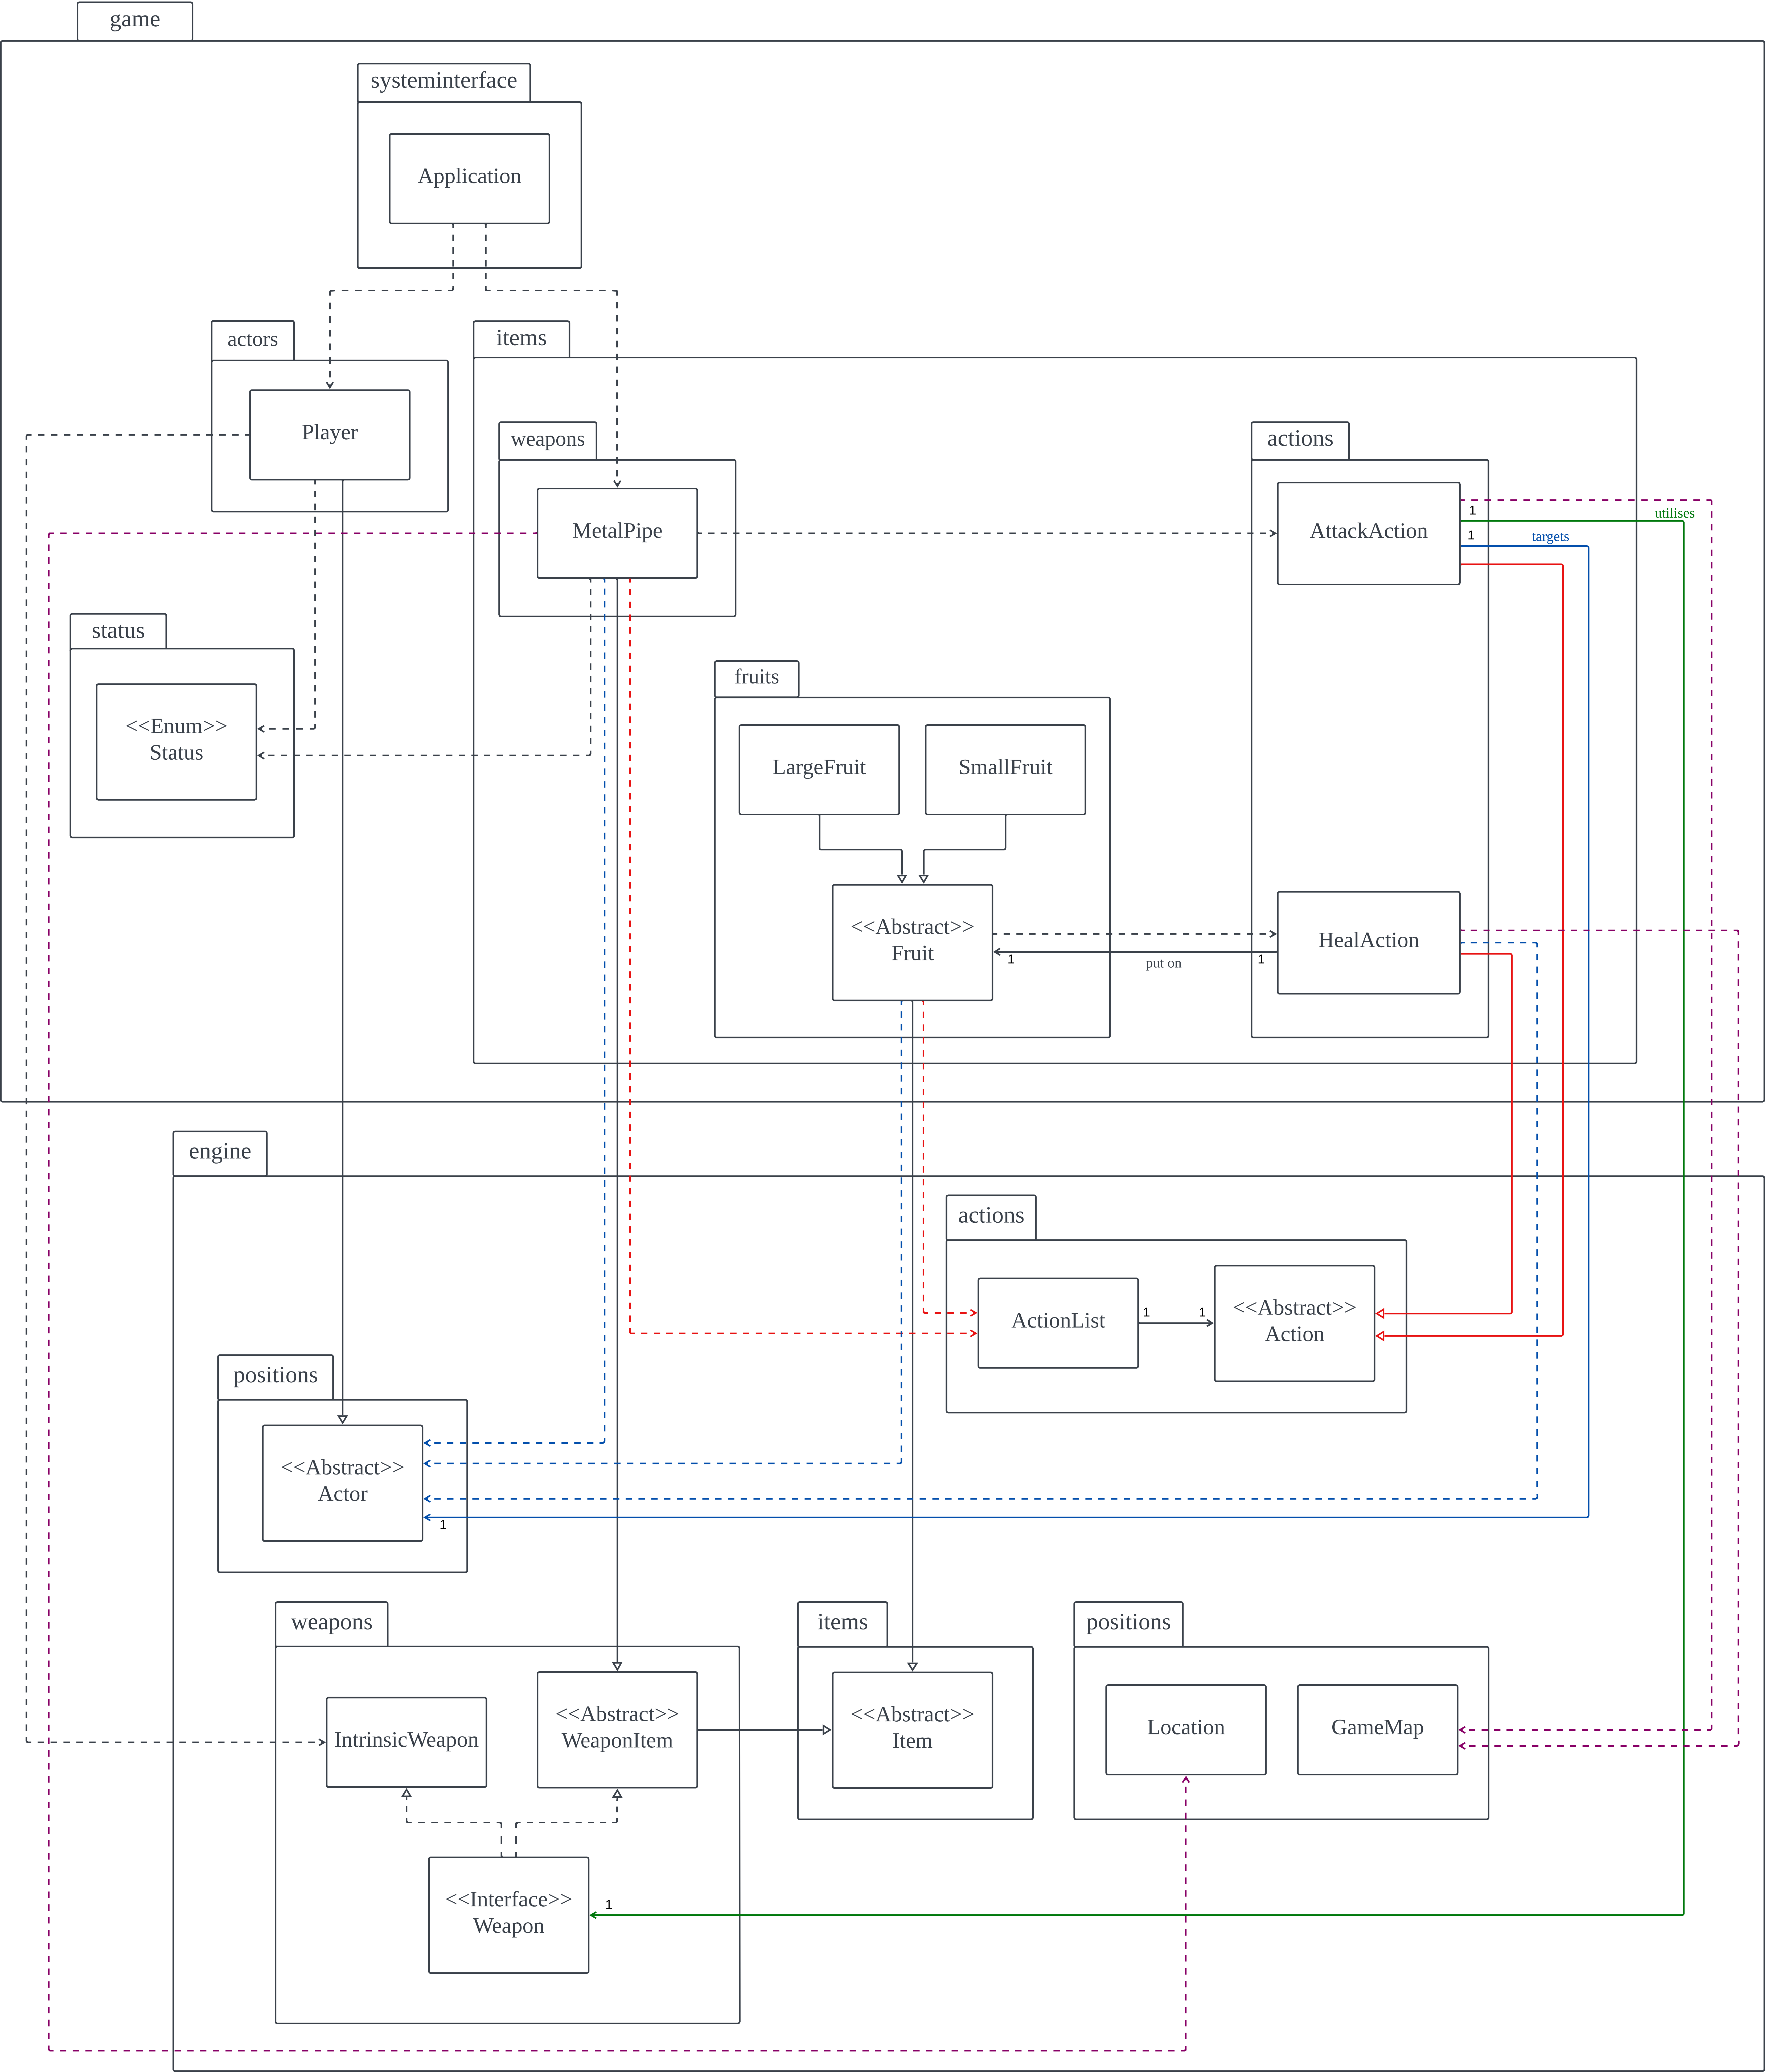 game
systeminterface
Application
actors
items
Player
weapons
actions
MetalPipe
AttackAction
1
utilises
1
targets
status
<<Enum>>
Status
fruits
LargeFruit
SmallFruit
<<Abstract>>
Fruit
HealAction
1
put on
1
engine
actions
ActionList
1
1
<<Abstract>>
Action
positions
<<Abstract>>
Actor
1
weapons
items
positions
IntrinsicWeapon
<<Abstract>>
WeaponItem
<<Abstract>>
Item
Location
GameMap
<<Interface>>
Weapon
1